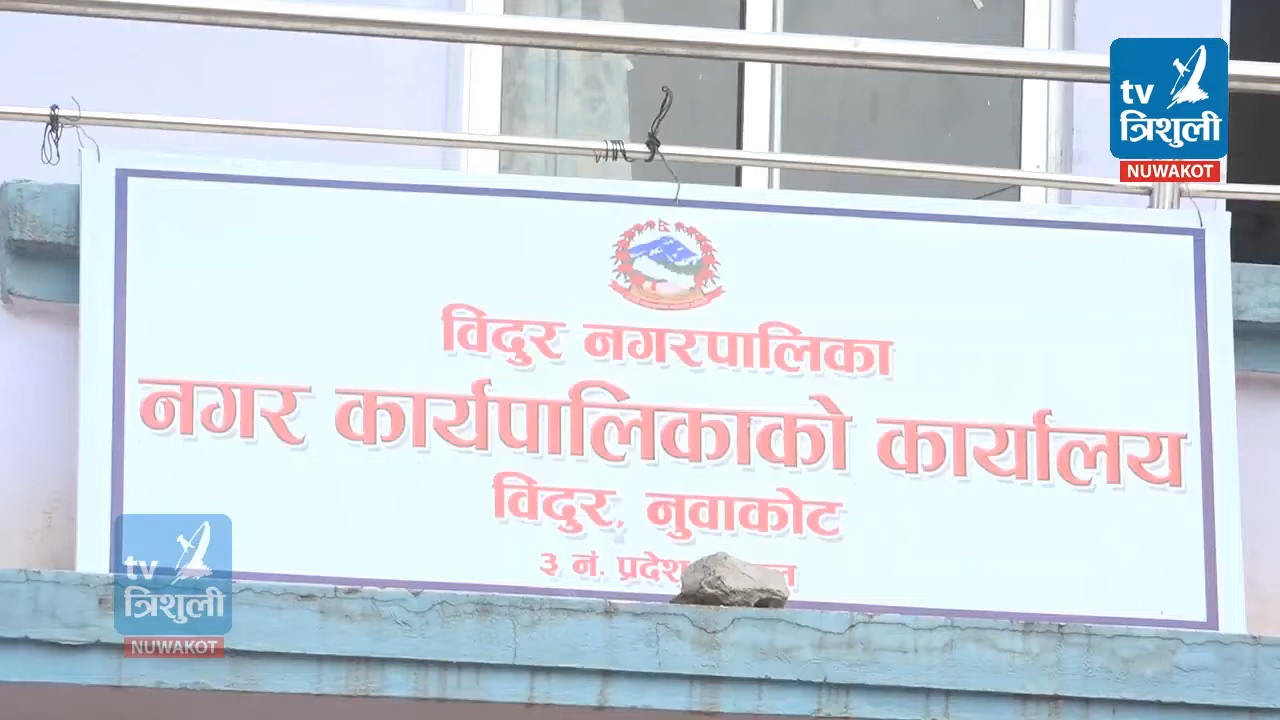 tv
त्रिशुली
NUWAKOT
विदुर नगरपालिका
नगर कार्यपालिकाको कार्यालय
विदुर, नुवाकोट
३ नं. प्रदेश
tv
त्रिशुली
NUWAKOT